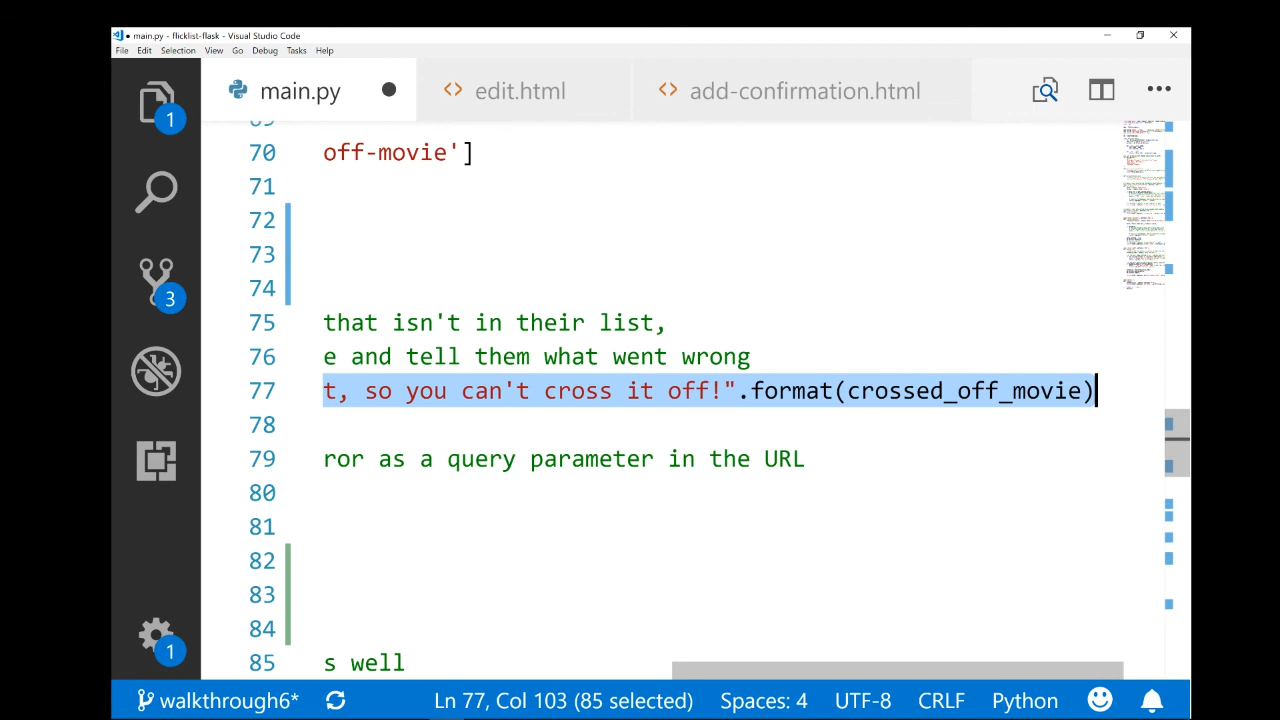 ● main.py - flicklist-flask - Visual Studio Code
File Edit Selection View Go Debug Tasks Help
main.py edit.html add-confirmation.html
1
3
1
69
70 off-movie']
71
72
73
74
75 that isn't in their list,
76 e and tell them what went wrong
77 t, so you can't cross it off!".format(crossed_off_movie)
78
79 ror as a query parameter in the URL
80
81
82
83
84
85 s well
walkthrough6* Ln 77, Col 103 (85 selected) Spaces: 4 UTF-8 CRLF Python